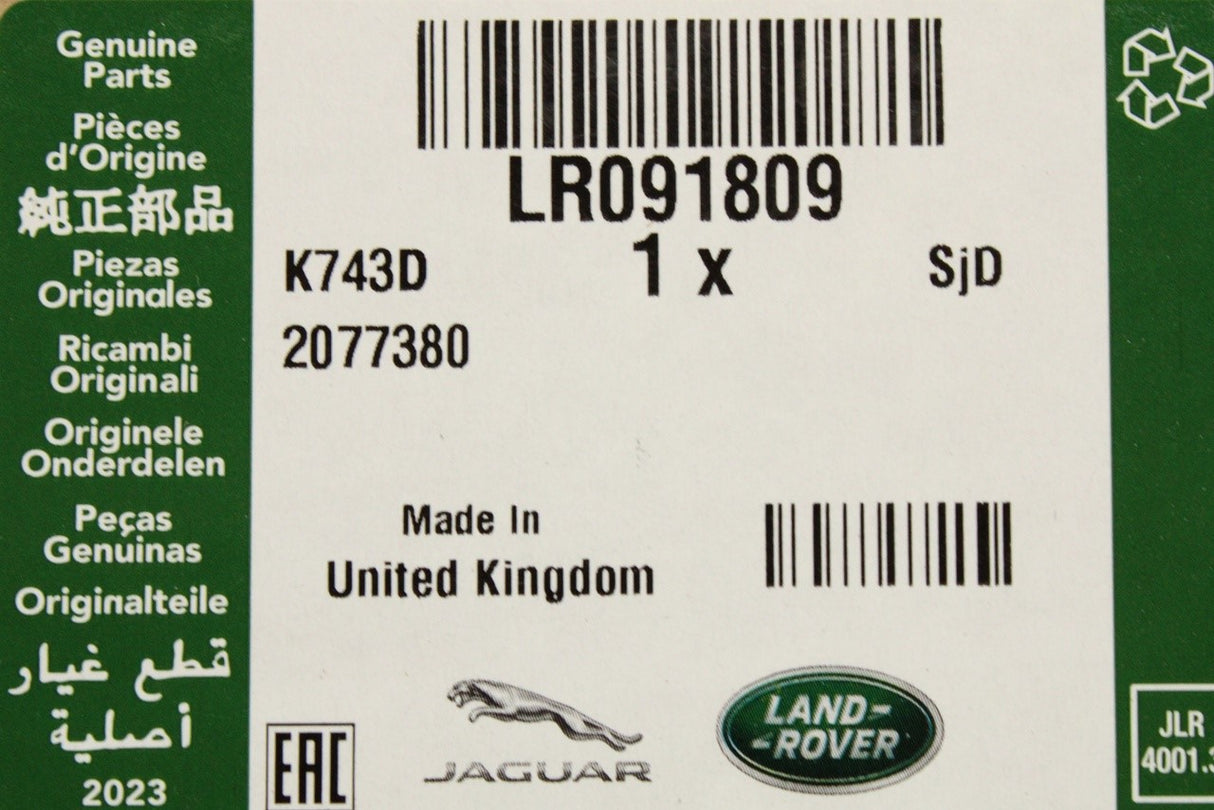 Genuine
Parts
Pièces
d'Origine
純正部品
Piezas
Originales
Ricambi
Originali
Originele
Onderdelen
Peças
Genuinas
Originalteile
قطع غيار
أصلية
2023
LR091809
K743D 1 x SjD
2077380
Made In
United Kingdom
EAC
JAGUAR
LAND-
-ROVER
JLR
4001.3